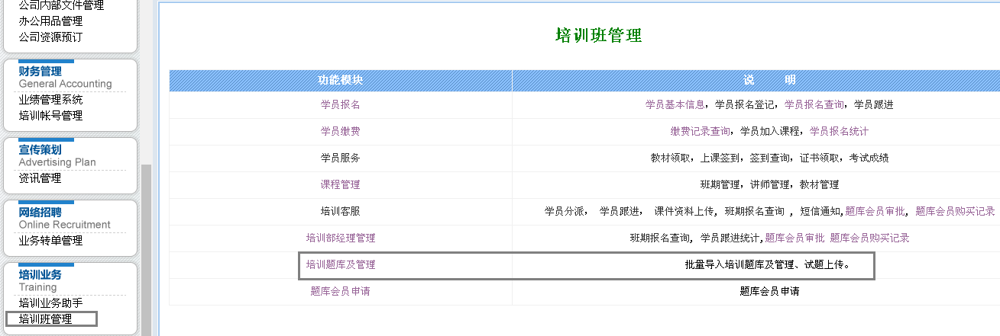 公司内部文件管理
办公用品管理
公司资源预订
财务管理
General Accounting
业绩管理系统
培训帐号管理
宣传策划
Advertising Plan
资讯管理
网络招聘
Online Recruitment
业务转单管理
培训业务
Training
培训业务助手
培训班管理
培训班管理
功能模块 说 明
学员报名 学员基本信息，学员报名登记，学员报名查询，学员跟进
学员缴费 缴费记录查询，学员加入课程，学员报名统计
学员服务 教材领取，上课签到，签到查询，证书领取，考试成绩
课程管理 班期管理，讲师管理，教材管理
培训客服 学员分派， 学员跟进， 课件资料上传, 班期报名查询 , 短信通知,题库会员审批, 题库会员购买记录
培训部经理管理 班期报名查询, 学员跟进统计,题库会员审批 题库会员购买记录
培训题库及管理 批量导入培训题库及管理、试题上传。
题库会员申请 题库会员申请